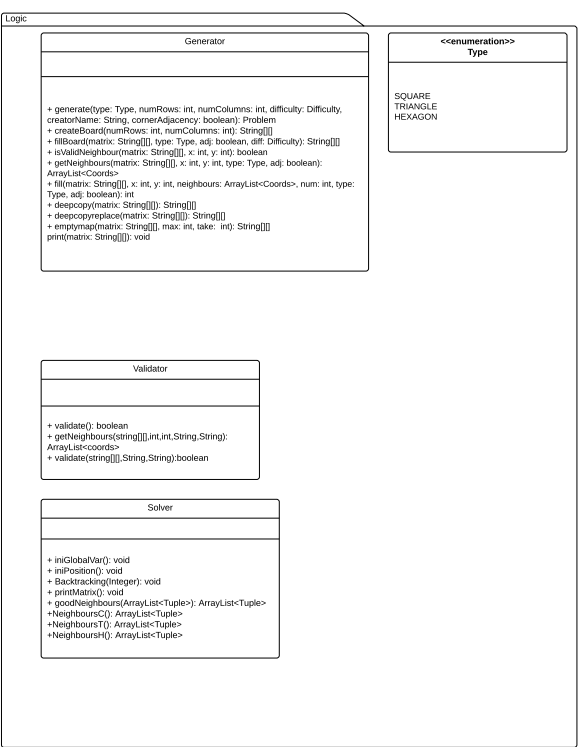 Logic
Generator
+ generate(type: Type, numRows: int, numColumns: int, difficulty: Difficulty,
creatorName: String, cornerAdjacency: boolean): Problem
+ createBoard(numRows: int, numColumns: int): String[][]
+ fillBoard(matrix: String[][], type: Type, adj: boolean, diff: Difficulty): String[][]
+ isValidNeighbour(matrix: String[][], x: int, y: int): boolean
+ getNeighbours(matrix: String[][], x: int, y: int, type: Type, adj: boolean):
ArrayList<Coords>
+ fill(matrix: String[][], x: int, y: int, neighbours: ArrayList<Coords>, num: int, type:
Type, adj: boolean): int
+ deepcopy(matrix: String[][]): String[][]
+ deepcopyreplace(matrix: String[][]): String[][]
+ emptymap(matrix: String[][], max: int, take: int): String[][]
print(matrix: String[][]): void
<<enumeration>>
Type
SQUARE
TRIANGLE
HEXAGON
Validator
+ validate(): boolean
+ getNeighbours(string[][],int,int,String,String):
ArrayList<coords>
+ validate(string[][],String,String):boolean
Solver
+ iniGlobalVar(): void
+ iniPosition(): void
+ Backtracking(Integer): void
+ printMatrix(): void
+ goodNeighbours(ArrayList<Tuple>): ArrayList<Tuple>
+NeighboursC(): ArrayList<Tuple>
+NeighboursT(): ArrayList<Tuple>
+NeighboursH(): ArrayList<Tuple>